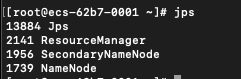 [[root@ecs-62b7-0001 ~]# jps
13884 Jps
2141 ResourceManager
1956 SecondaryNameNode
1739 NameNode